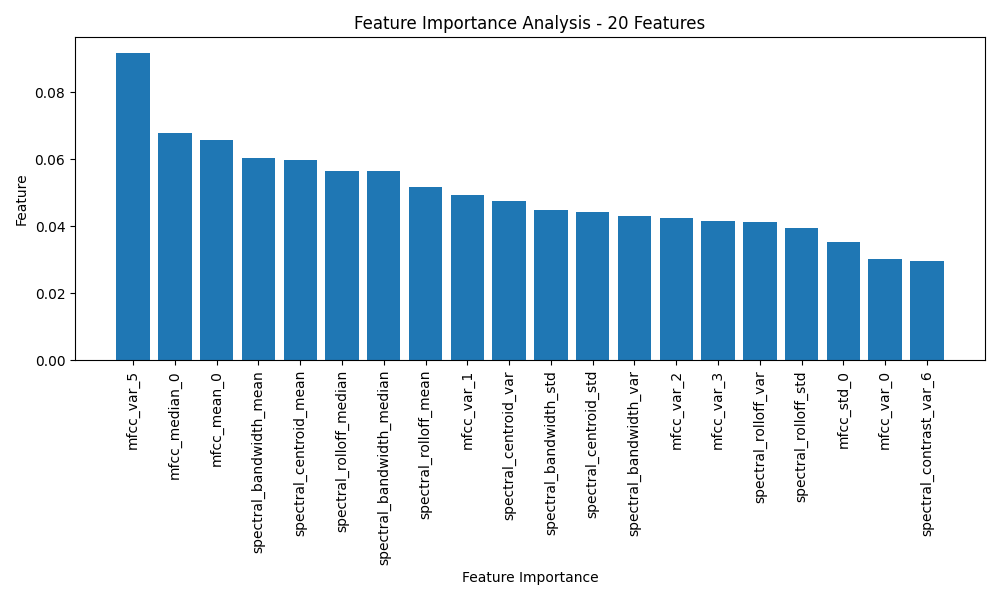 Feature Importance Analysis - 20 Features
Feature
0.08
0.06
0.04
0.02
0.00
mfcc_var_5
mfcc_median_0
mfcc_mean_0
spectral_bandwidth_mean
spectral_centroid_mean
spectral_rolloff_median
spectral_bandwidth_median
spectral_rolloff_mean
mfcc_var_1
spectral_centroid_var
spectral_bandwidth_std
spectral_centroid_std
spectral_bandwidth_var
mfcc_var_2
mfcc_var_3
spectral_rolloff_var
spectral_rolloff_std
mfcc_std_0
mfcc_var_0
spectral_contrast_var_6
Feature Importance